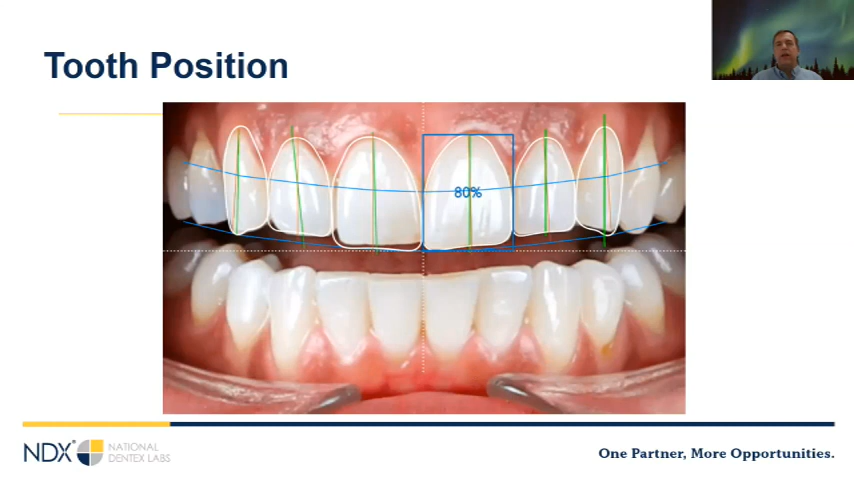 Tooth Position
80%
NDX®
NATIONAL
DENTEX LABS
One Partner, More Opportunities.